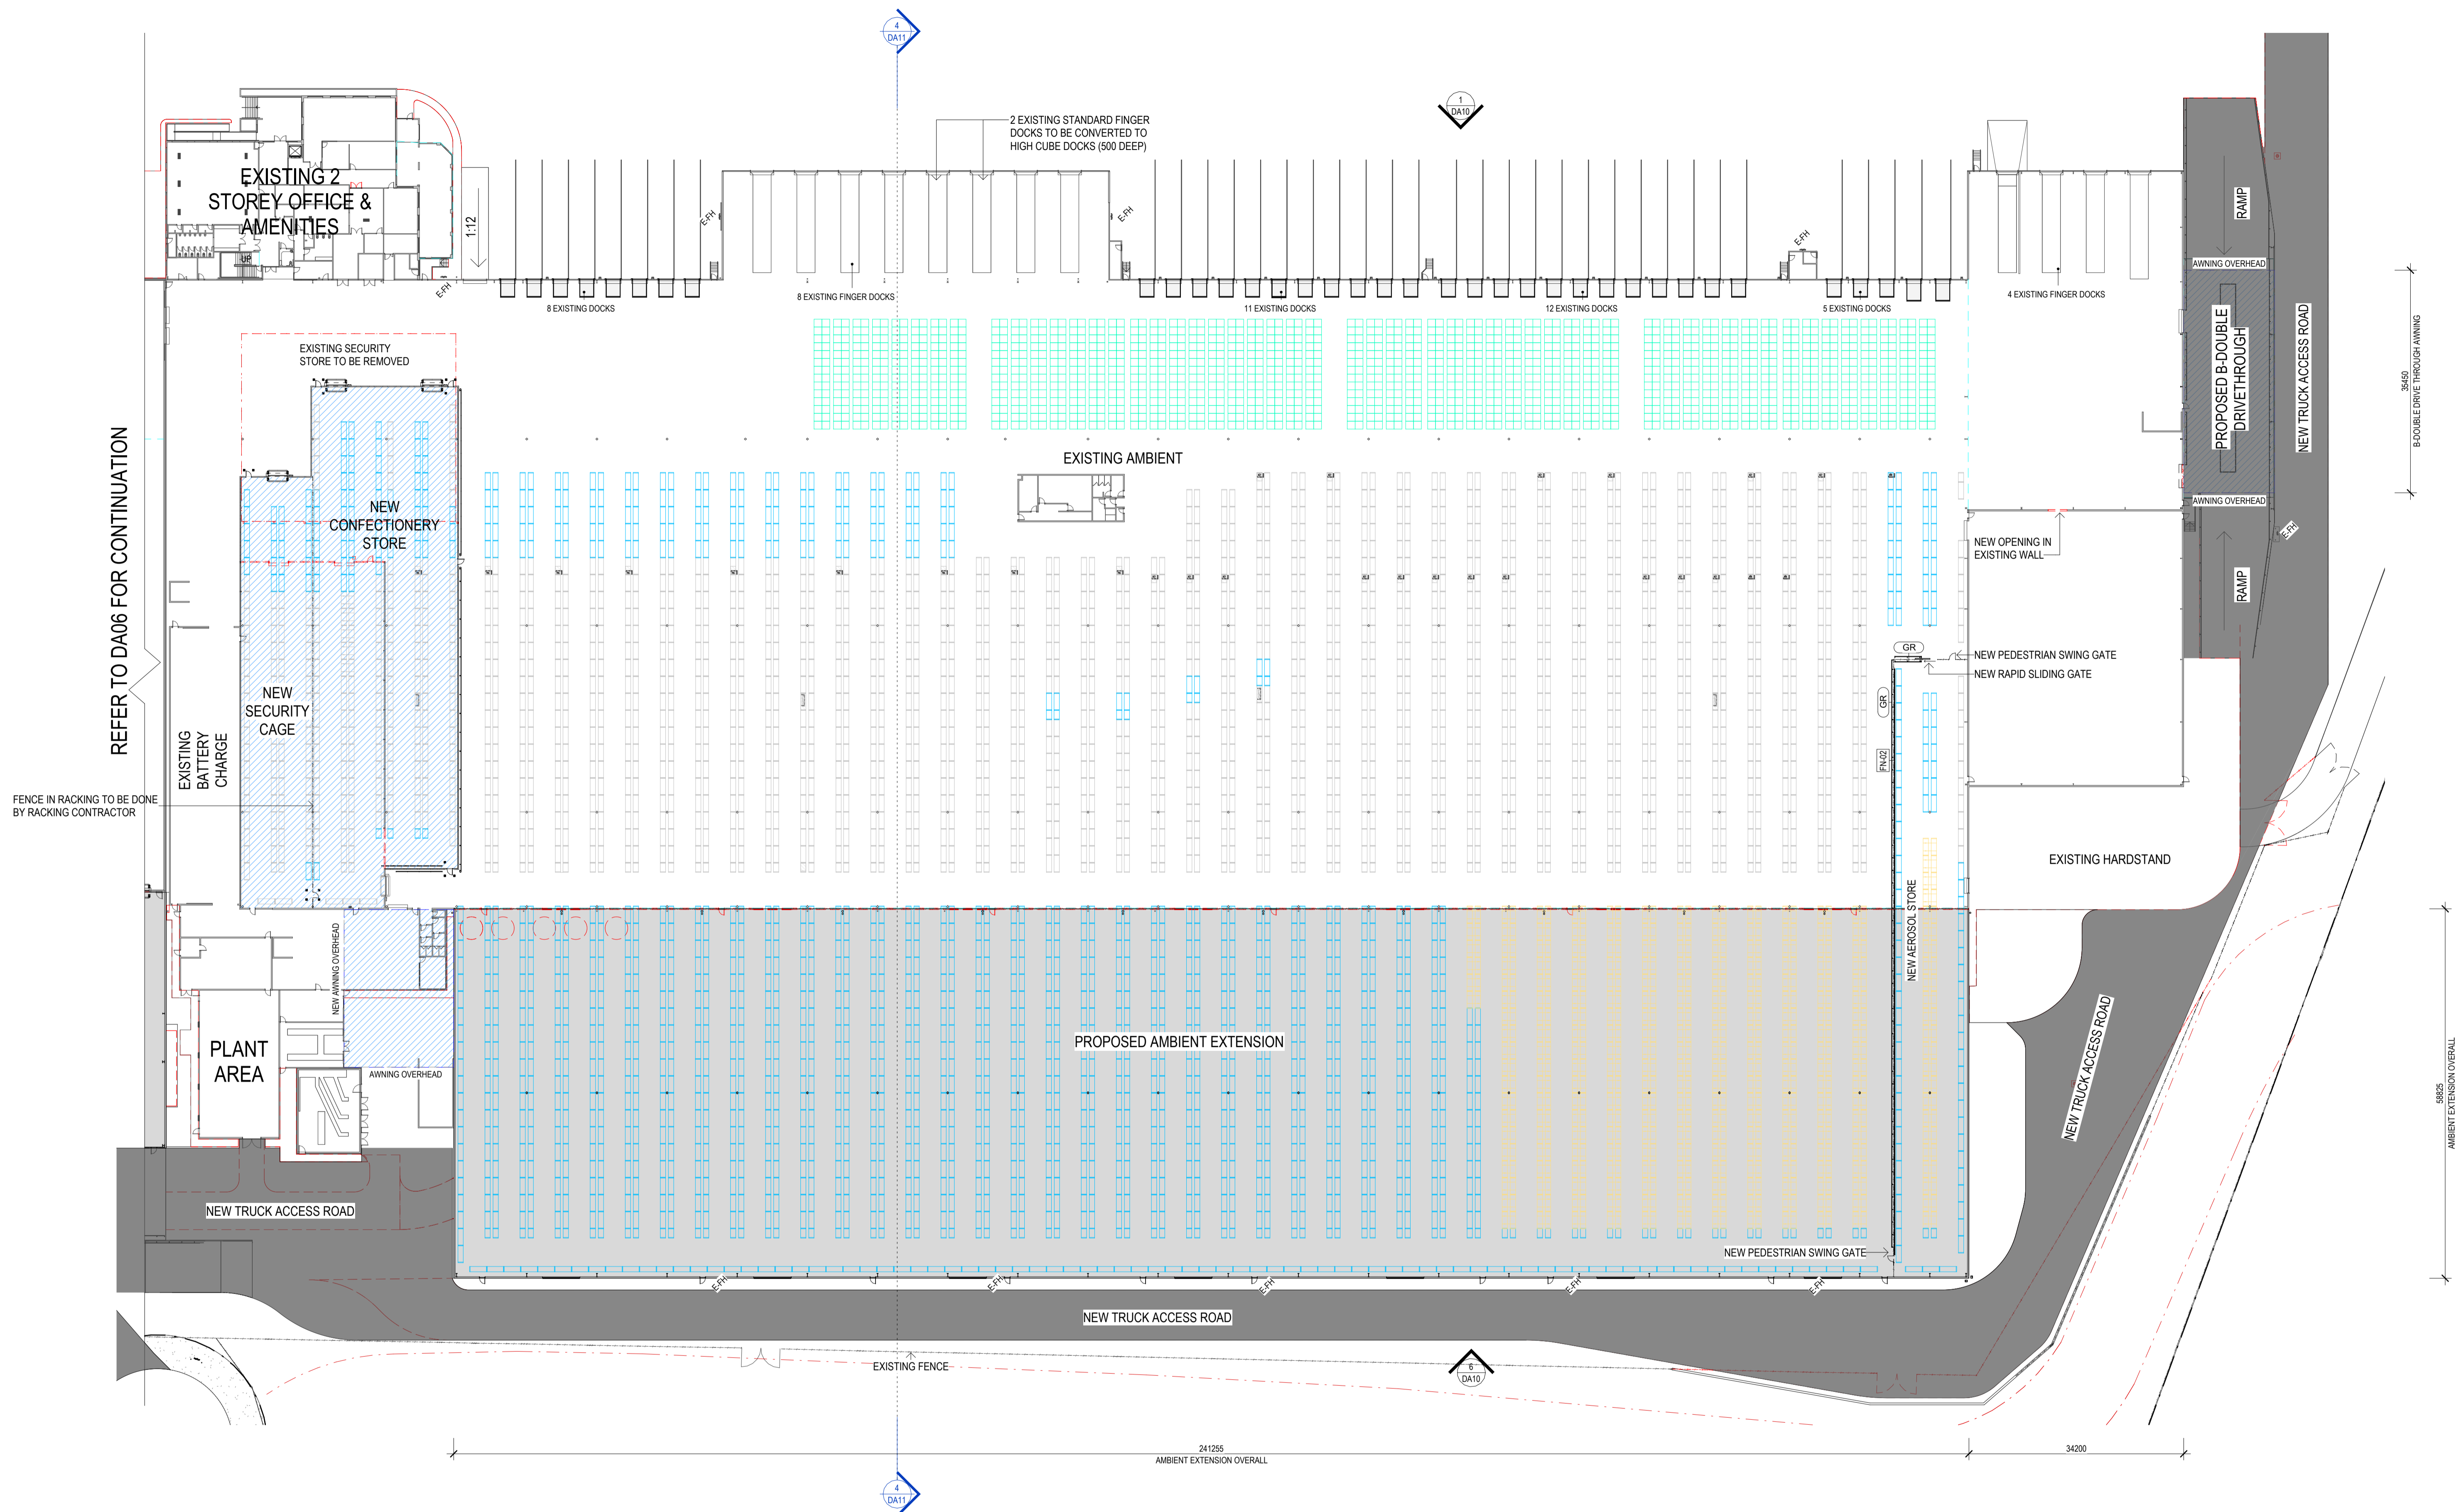 4
DA11
1
DA10
2 EXISTING STANDARD FINGER
DOCKS TO BE CONVERTED TO
HIGH CUBE DOCKS (500 DEEP)
EXISTING 2
STOREY OFFICE &
AMENITIES
UP
1:12
E-FH
E-FH
E-FH
E-FH
RAMP
AWNING OVERHEAD
8 EXISTING DOCKS
8 EXISTING FINGER DOCKS
11 EXISTING DOCKS
12 EXISTING DOCKS
5 EXISTING DOCKS
4 EXISTING FINGER DOCKS
PROPOSED B-DOUBLE
DRIVETHROUGH
NEW TRUCK ACCESS ROAD
35450
B-DOUBLE DRIVE THROUGH AWNING
EXISTING SECURITY
STORE TO BE REMOVED
REFER TO DA06 FOR CONTINUATION
EXISTING AMBIENT
NEW
CONFECTIONERY
STORE
AWNING OVERHEAD
E-FH
NEW OPENING IN
EXISTING WALL
RAMP
GR
NEW PEDESTRIAN SWING GATE
NEW RAPID SLIDING GATE
GR
FN-02
NEW
SECURITY
CAGE
EXISTING
BATTERY
CHARGE
FENCE IN RACKING TO BE DONE
BY RACKING CONTRACTOR
EXISTING HARDSTAND
NEW AEROSOL STORE
NEW AWNING OVERHEAD
PLANT
AREA
AWNING OVERHEAD
PROPOSED AMBIENT EXTENSION
NEW TRUCK ACCESS ROAD
58825
AMBIENT EXTENSION OVERALL
NEW TRUCK ACCESS ROAD
NEW PEDESTRIAN SWING GATE
E-FH
E-FH
E-FH
E-FH
E-FH
NEW TRUCK ACCESS ROAD
EXISTING FENCE
6
DA10
241255
AMBIENT EXTENSION OVERALL
34200
4
DA11